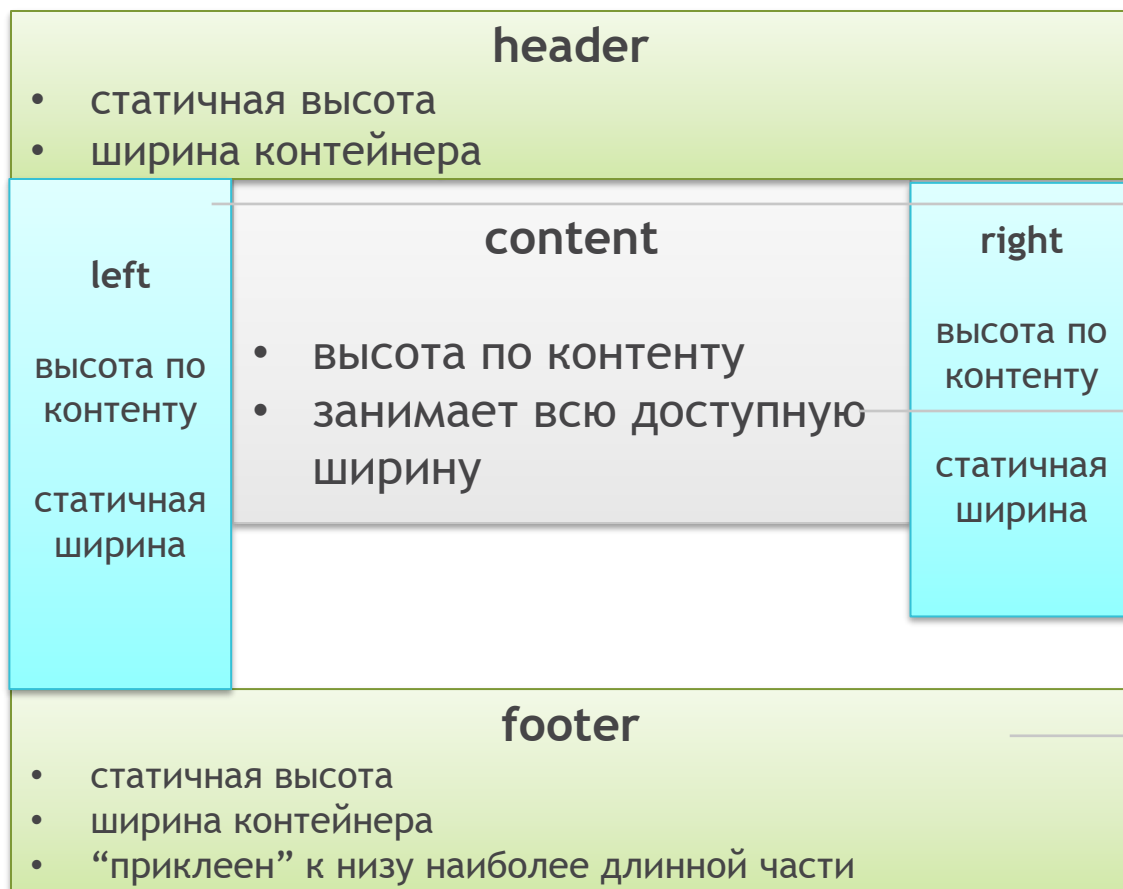 header
• статичная высота
• ширина контейнера
left
высота по
контенту
статичная
ширина
content
• высота по контенту
• занимает всю доступную
ширину
right
высота по
контенту
статичная
ширина
footer
• статичная высота
• ширина контейнера
• “приклеен” к низу наиболее длинной части